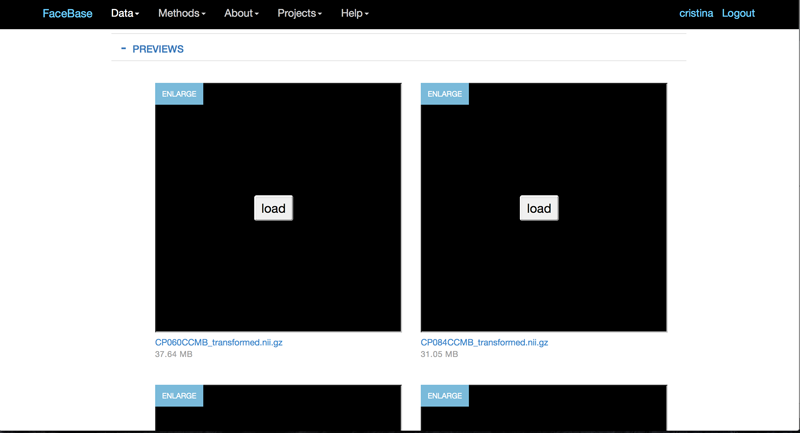 FaceBase Data Methods About Projects Help cristina Logout
- PREVIEWS
ENLARGE ENLARGE
load load
CP060CCMB_transformed.nii.gz CP084CCMB_transformed.nii.gz
37.64 MB 31.05 MB
ENLARGE ENLARGE